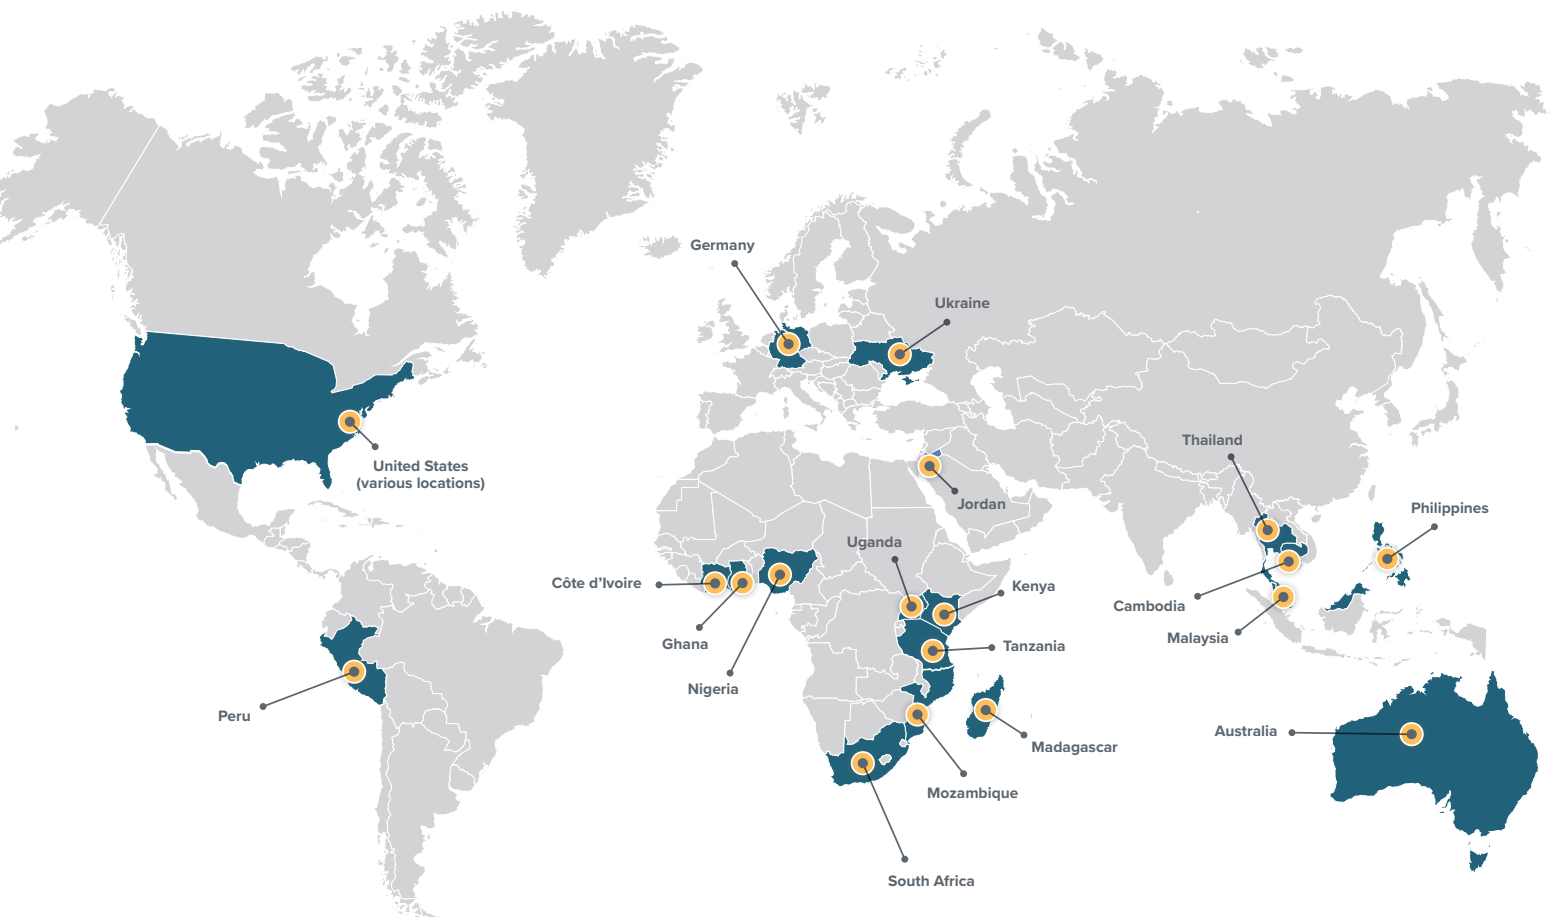 Germany
Ukraine
Thailand
United States
(various locations)
Jordan
Philippines
Uganda
Côte d’Ivoire
Kenya
Cambodia
Ghana
Malaysia
Tanzania
Nigeria
Peru
Australia
Madagascar
Mozambique
South Africa